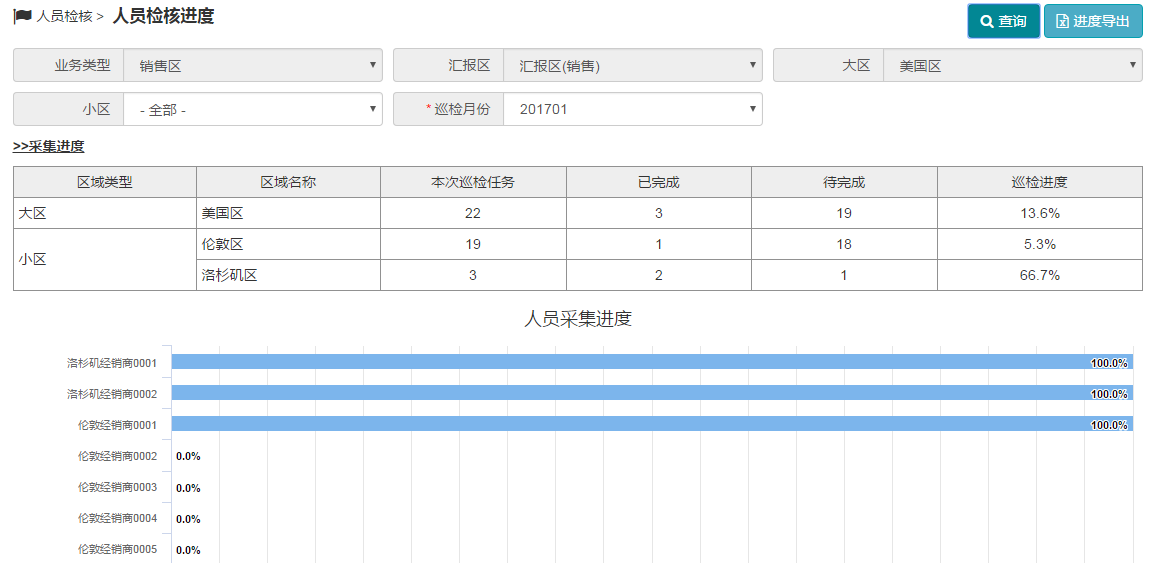 人员检核 > 人员检核进度
查询 进度导出
业务类型 销售区 汇报区 汇报区(销售) 大区 美国区
小区 - 全部 - * 巡检月份 201701
>>采集进度
区域类型 区域名称 本次巡检任务 已完成 待完成 巡检进度
大区 美国区 22 3 19 13.6%
小区 伦敦区 19 1 18 5.3%
洛杉矶区 3 2 1 66.7%
人员采集进度
洛杉矶经销商0001 100.0%
洛杉矶经销商0002 100.0%
伦敦经销商0001 100.0%
伦敦经销商0002 0.0%
伦敦经销商0003 0.0%
伦敦经销商0004 0.0%
伦敦经销商0005 0.0%